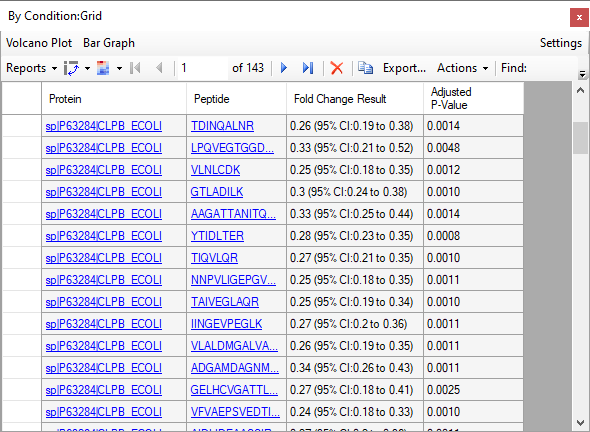 By Condition:Grid
Volcano Plot Bar Graph Settings
Reports 1 of 143 Export... Actions Find:
Protein Peptide Fold Change Result Adjusted P-Value
sp|P63284|CLPB_ECOLI TDINQALNR 0.26 (95% CI:0.19 to 0.38) 0.0014
sp|P63284|CLPB_ECOLI LPQVEGTGGD... 0.33 (95% CI:0.21 to 0.52) 0.0048
sp|P63284|CLPB_ECOLI VLNLCDK 0.25 (95% CI:0.18 to 0.35) 0.0012
sp|P63284|CLPB_ECOLI GTLADILK 0.3 (95% CI:0.24 to 0.38) 0.0010
sp|P63284|CLPB_ECOLI AAGATTANITQ... 0.33 (95% CI:0.25 to 0.44) 0.0014
sp|P63284|CLPB_ECOLI YTIDLTER 0.28 (95% CI:0.23 to 0.35) 0.0008
sp|P63284|CLPB_ECOLI TIQVLQR 0.27 (95% CI:0.21 to 0.35) 0.0010
sp|P63284|CLPB_ECOLI NNPVLIGEPGV... 0.25 (95% CI:0.18 to 0.35) 0.0011
sp|P63284|CLPB_ECOLI TAIVEGLAQR 0.25 (95% CI:0.19 to 0.34) 0.0010
sp|P63284|CLPB_ECOLI IINGEVPEGLK 0.27 (95% CI:0.2 to 0.36) 0.0011
sp|P63284|CLPB_ECOLI VLALDMGALVA... 0.26 (95% CI:0.19 to 0.35) 0.0011
sp|P63284|CLPB_ECOLI ADGAMDAGNM... 0.34 (95% CI:0.26 to 0.43) 0.0011
sp|P63284|CLPB_ECOLI GELHCVGATTL... 0.27 (95% CI:0.18 to 0.41) 0.0025
sp|P63284|CLPB_ECOLI VFVAEPSVEDTI... 0.24 (95% CI:0.18 to 0.33) 0.0010